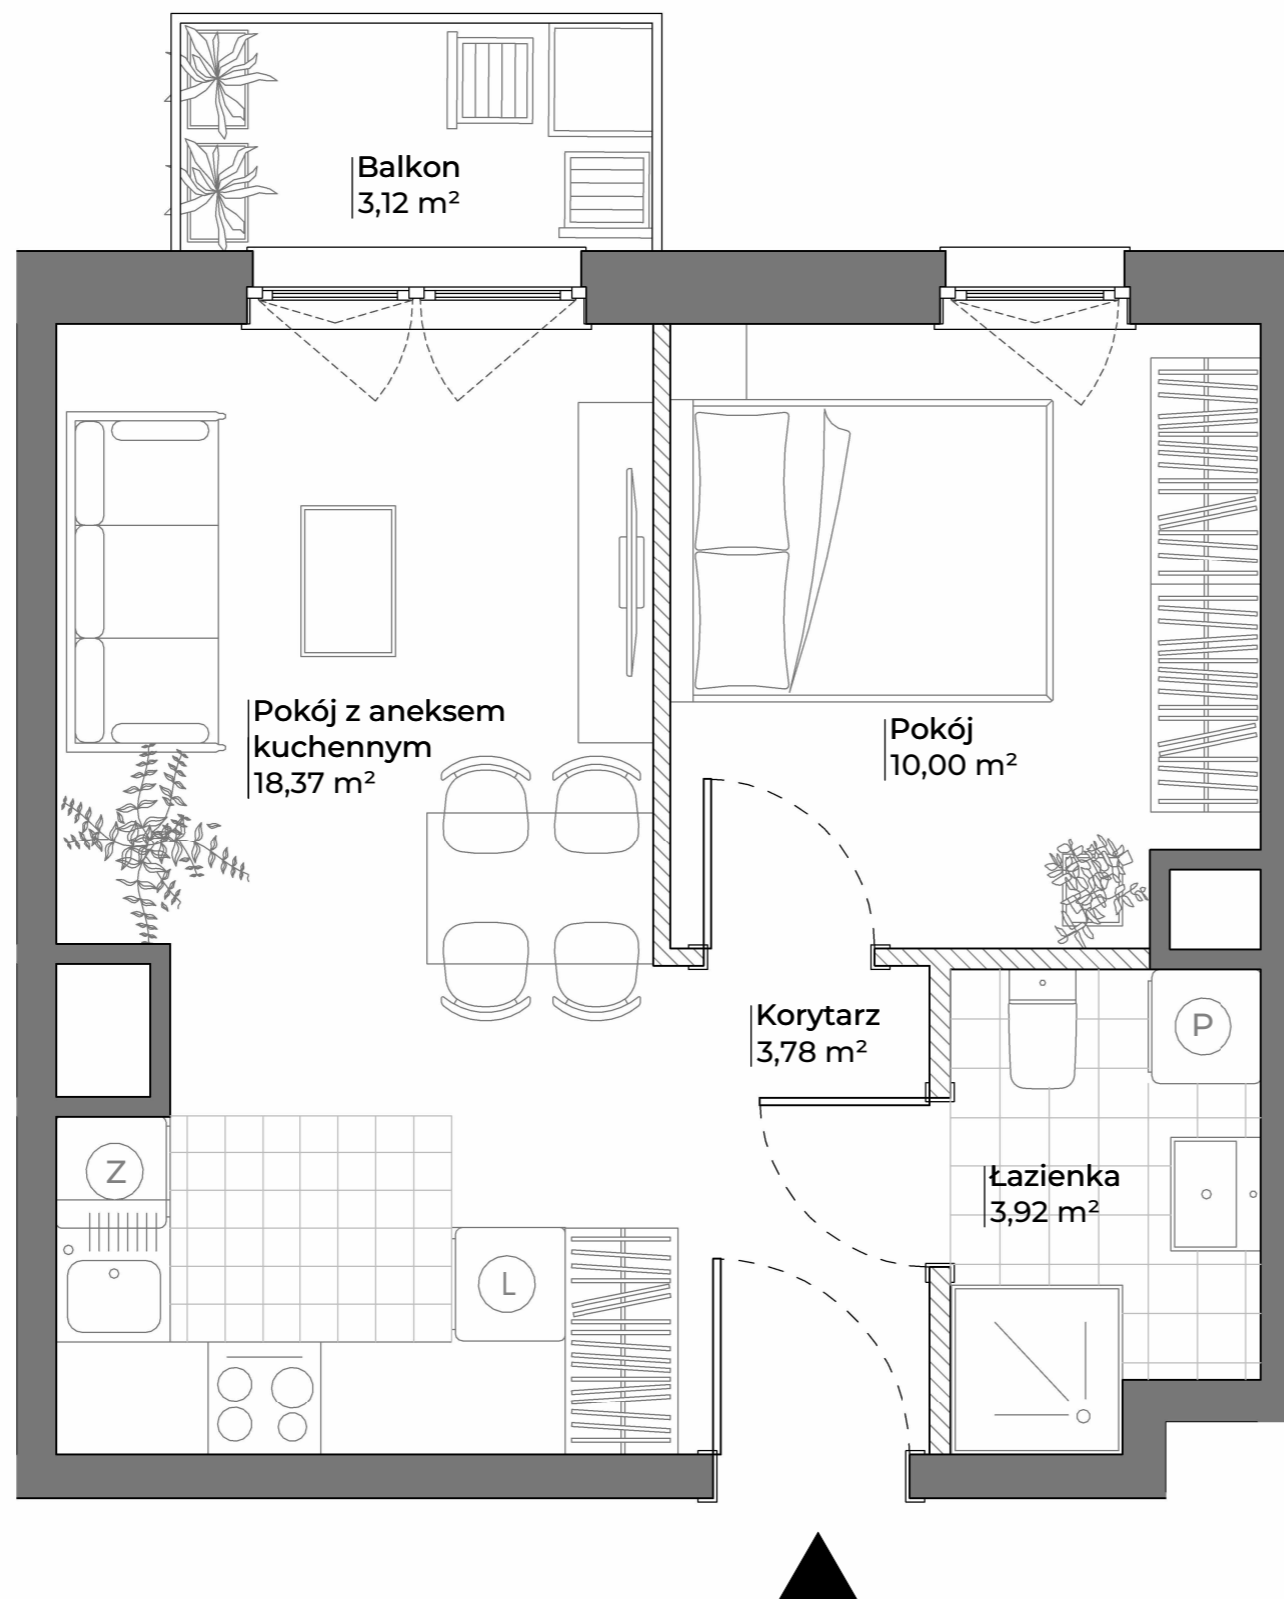 Balkon
3,12 m²
Pokój z aneksem
kuchennym
18,37 m²
Pokój
10,00 m²
Korytarz
3,78 m²
P
Łazienka
3,92 m²
Z
L